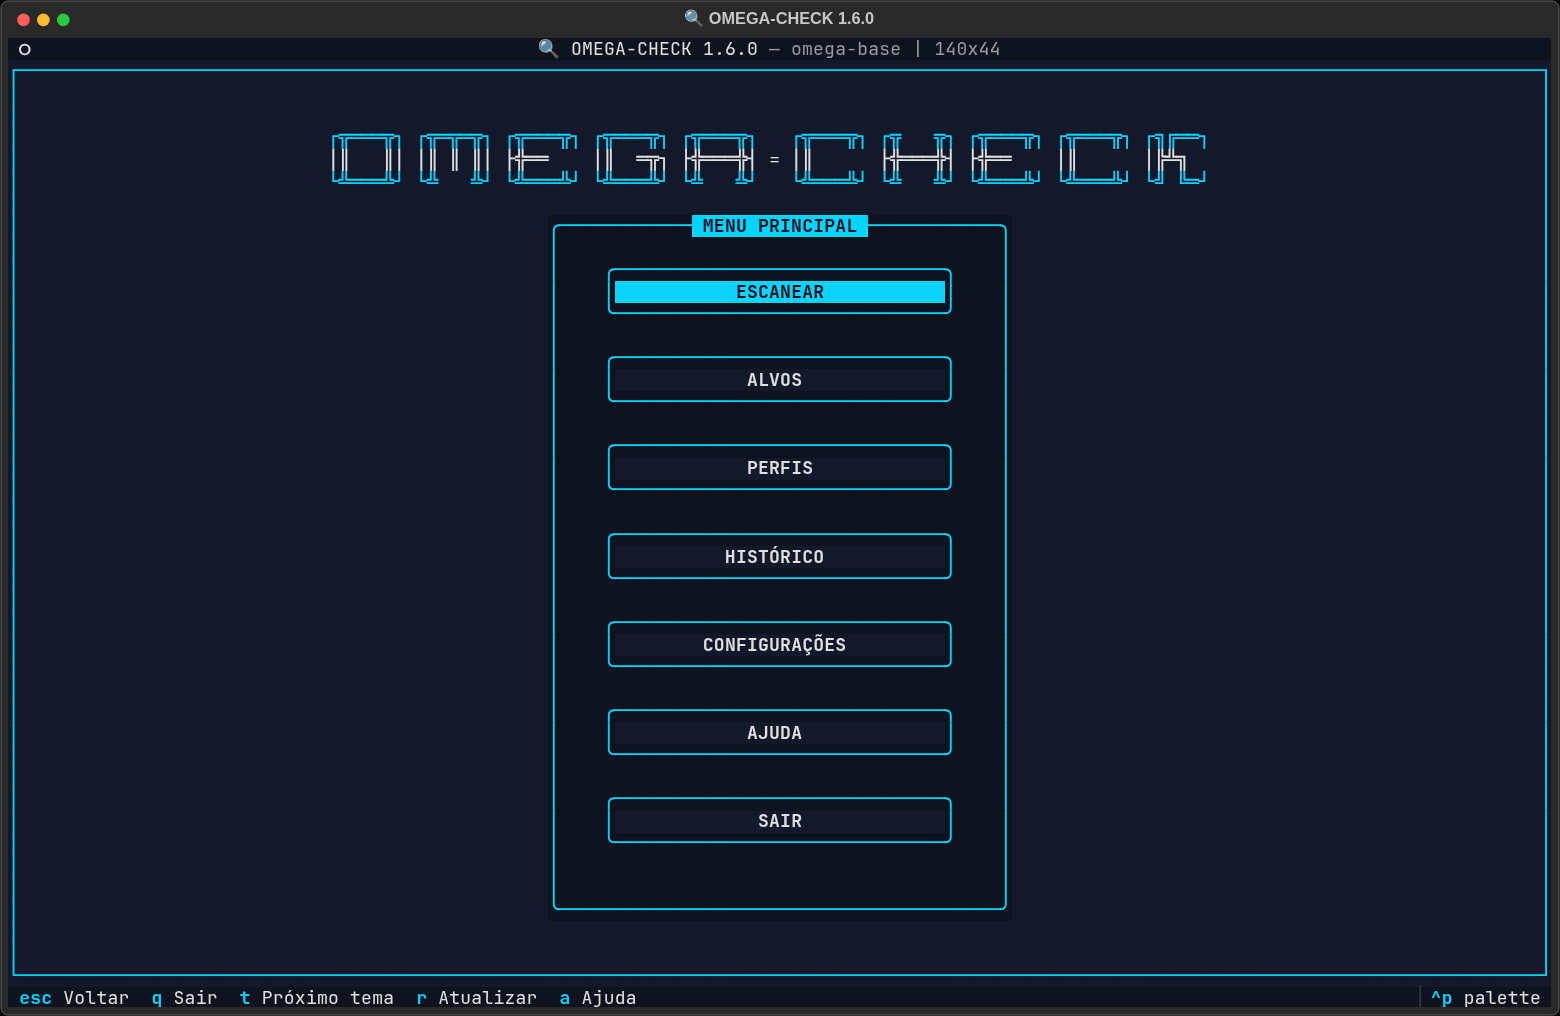 🔍 OMEGA-CHECK 1.6.0
🔍 OMEGA-CHECK 1.6.0 — omega-base | 140x44
OMEGA=CHECK
MENU PRINCIPAL
ESCANEAR
ALVOS
PERFIS
HISTÓRICO
CONFIGURAÇÕES
AJUDA
SAIR
esc Voltar q Sair t Próximo tema r Atualizar a Ajuda ^p palette